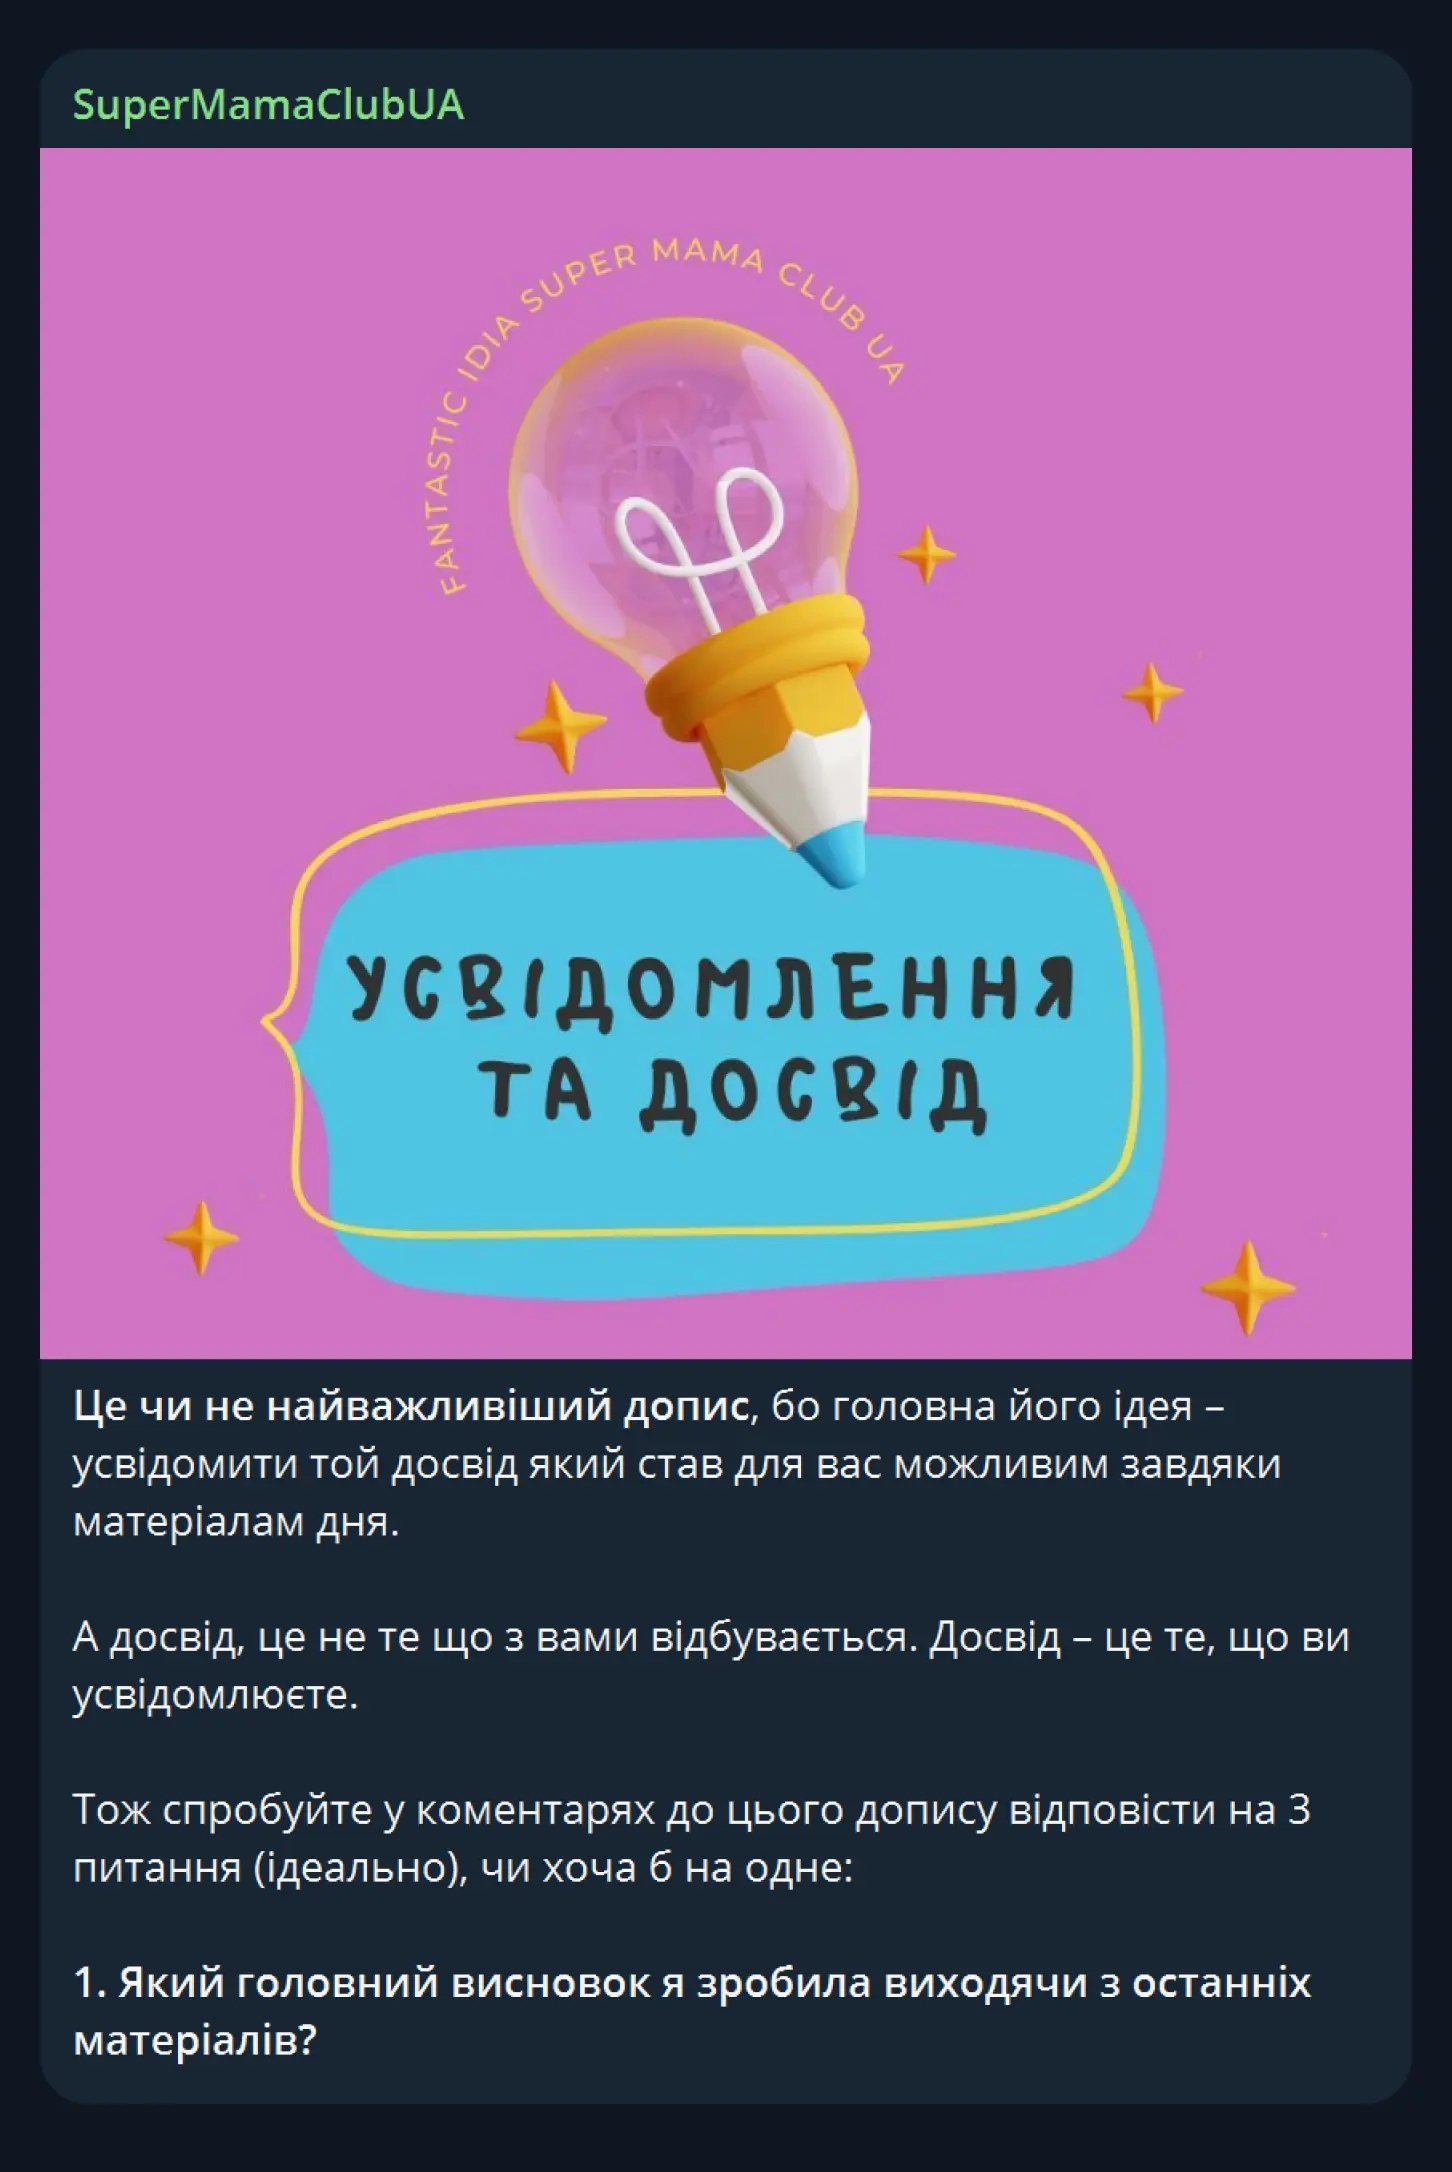 SuperMamaClubUA
FANTASTIC IDIA SUPER MAMA CLUB UA
УСВІДОМЛЕННЯ
ТА ДОСВІД
Це чи не найважливіший допис, бо головна його ідея –
усвідомити той досвід який став для вас можливим завдяки
матеріалам дня.
А досвід, це не те що з вами відбувається. Досвід – це те, що ви
усвідомлюєте.
Тож спробуйте у коментарях до цього допису відповісти на 3
питання (ідеально), чи хоча б на одне:
1. Який головний висновок я зробила виходячи з останніх
матеріалів?